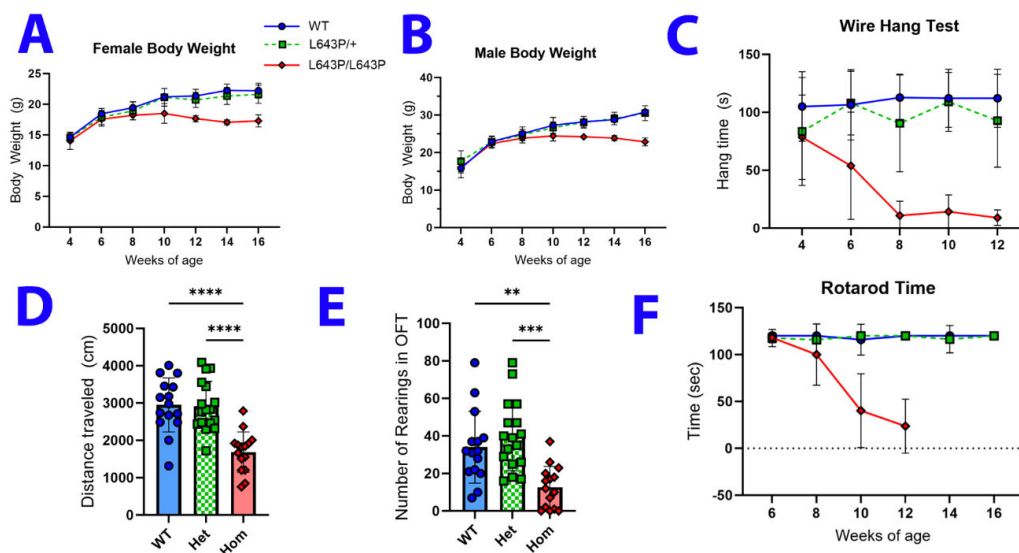 A
Female Body Weight
WT
L643P/+
L643P/L643P
Body Weight (g)
25
20
15
10
5
0
4 6 8 10 12 14 16
Weeks of age
B
Male Body Weight
Body Weight (g)
40
30
20
10
0
4 6 8 10 12 14 16
Weeks of age
C
Wire Hang Test
Hang time (s)
150
100
50
0
4 6 8 10 12
Weeks of age
D
****
****
Distance traveled (cm)
5000
4000
3000
2000
1000
0
WT Het Hom
E
**
***
Number of Rearings in OFT
100
80
60
40
20
0
WT Het Hom
F
Rotarod Time
Time (sec)
150
100
50
0
-50
6 8 10 12 14 16
Weeks of age